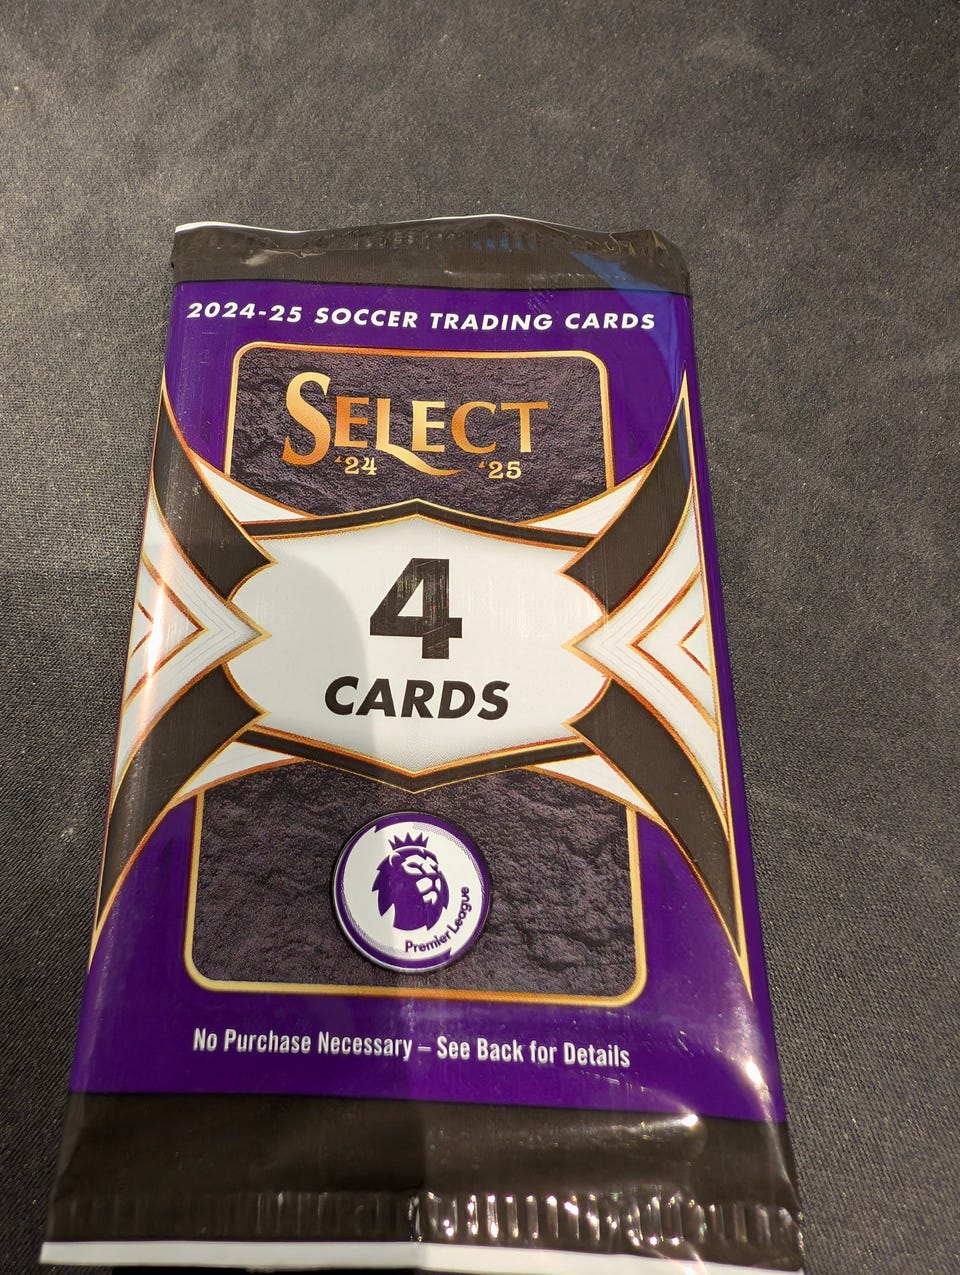 2024-25 SOCCER TRADING CARDS
SELECT
'24 '25
4
CARDS
Premier League
No Purchase Necessary – See Back for Details